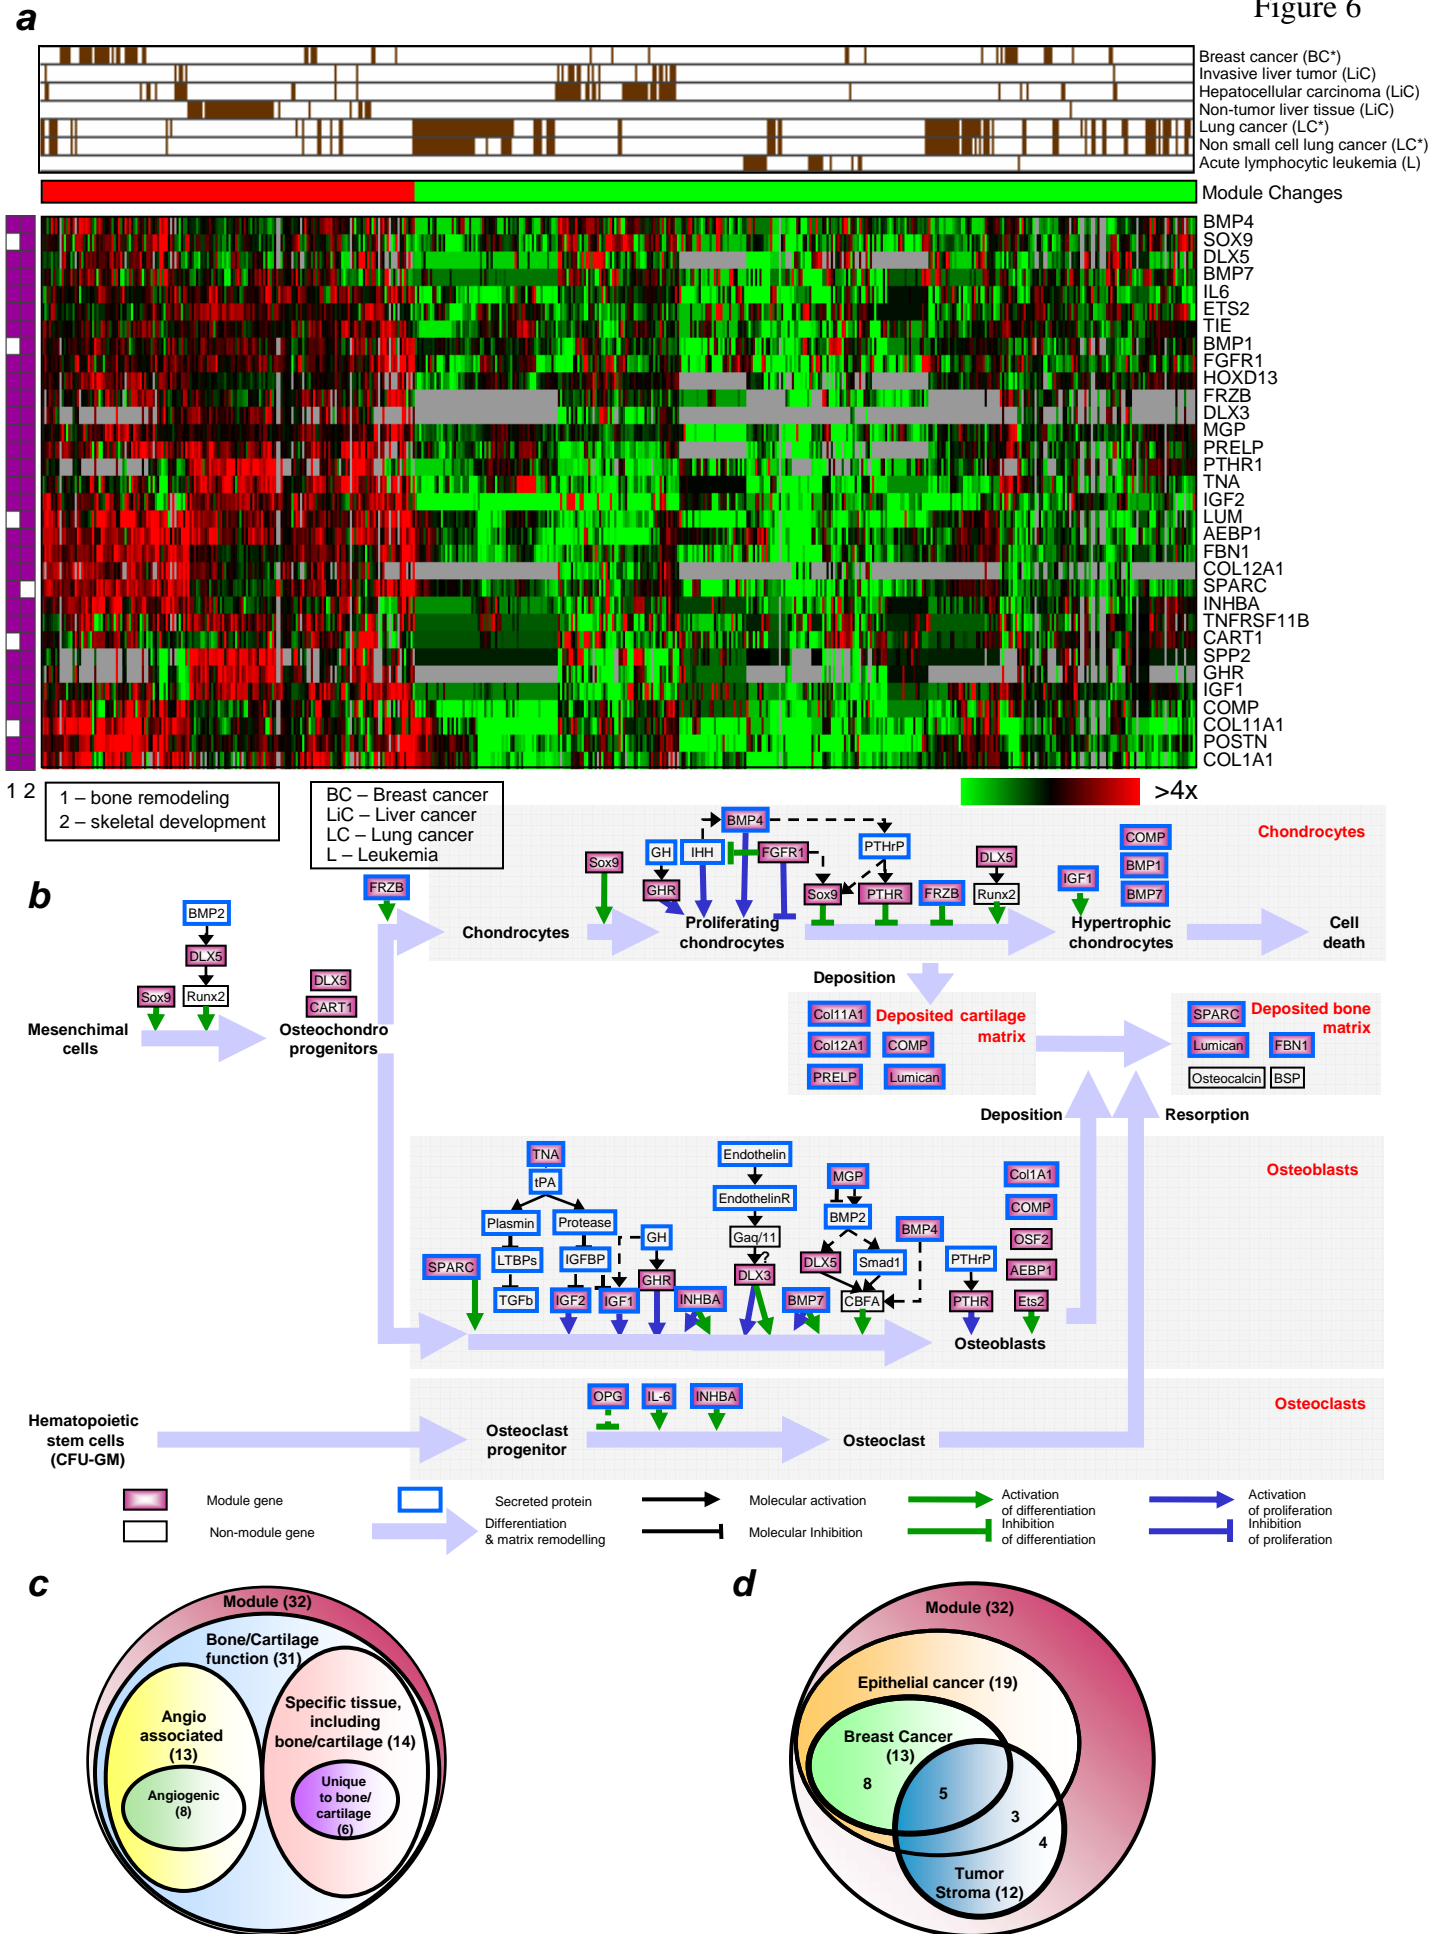 Figure 6
a
Breast cancer (BC*)
Invasive liver tumor (LiC)
Hepatocellular carcinoma (LiC)
Non-tumor liver tissue (LiC)
Lung cancer (LC*)
Non small cell lung cancer (LC*)
Acute lymphocytic leukemia (L)
Module Changes
BMP4
SOX9
DLX5
BMP7
IL6
ETS2
TIE
BMP1
FGFR1
HOXD13
FRZB
DLX3
MGP
PRELP
PTHR1
TNA
IGF2
LUM
AEBP1
FBN1
COL12A1
SPARC
INHBA
TNFRSF11B
CART1
SPP2
GHR
IGF1
COMP
COL11A1
POSTN
COL1A1
1 2
1 – bone remodeling
2 – skeletal development
BC – Breast cancer
LiC – Liver cancer
LC – Lung cancer
L – Leukemia
>4x
b
Chondrocytes
FRZB
Sox9
GH
GHR
IHH
BMP4
FGFR1
Sox9
PTHrP
PTHR
FRZB
DLX5
Runx2
IGF1
COMP
BMP1
BMP7
Chondrocytes
Proliferating
chondrocytes
Hypertrophic
chondrocytes
Cell
death
BMP2
DLX5
Runx2
Sox9
DLX5
CART1
Mesenchimal
cells
Osteochondro
progenitors
Deposition
Col11A1
Col12A1
PRELP
COMP
Lumican
Deposited cartilage
matrix
SPARC
Lumican
FBN1
Osteocalcin
BSP
Deposited bone
matrix
Deposition
Resorption
Osteoblasts
TNA
tPA
Plasmin
Protease
LTBPs
IGFBP
TGFb
SPARC
IGF2
IGF1
GH
GHR
INHBA
Endothelin
EndothelinR
Gaq/11
?
DLX3
MGP
BMP2
BMP4
DLX5
Smad1
BMP7
CBFA
PTHrP
PTHR
Col1A1
COMP
OSF2
AEBP1
Ets2
Osteoblasts
OPG
IL-6
INHBA
Osteoclasts
Hematopoietic
stem cells
(CFU-GM)
Osteoclast
progenitor
Osteoclast
Module gene
Non-module gene
Secreted protein
Differentiation
& matrix remodelling
Molecular activation
Molecular Inhibition
Activation
of differentiation
Inhibition
of differentiation
Activation
of proliferation
Inhibition
of proliferation
c
Module (32)
Bone/Cartilage
function (31)
Angio
associated
(13)
Angiogenic
(8)
Specific tissue,
including
bone/cartilage (14)
Unique
to bone/
cartilage
(6)
d
Module (32)
Epithelial cancer (19)
Breast Cancer
(13)
8
5
3
4
Tumor
Stroma (12)